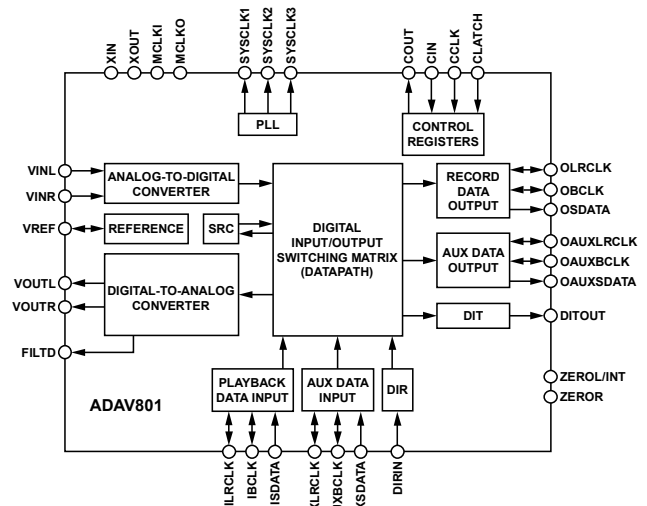 XIN
XOUT
MCLKI
MCLKO
SYSCLK1
SYSCLK2
SYSCLK3
COUT
CIN
CCLK
CLATCH
PLL
CONTROL
REGISTERS
VINL
VINR
VREF
VOUTL
VOUTR
FILTD
ANALOG-TO-DIGITAL
CONVERTER
REFERENCE
SRC
DIGITAL-TO-ANALOG
CONVERTER
DIGITAL
INPUT/OUTPUT
SWITCHING MATRIX
(DATAPATH)
RECORD
DATA
OUTPUT
AUX DATA
OUTPUT
DIT
OLRCLK
OBCLK
OSDATA
OAUXLRCLK
OAUXBCLK
OAUXSDATA
DITOUT
ZEROL/INT
ZEROR
PLAYBACK
DATA INPUT
AUX DATA
INPUT
DIR
ADAV801
ILRCLK
IBCLK
ISDATA
DIRIN